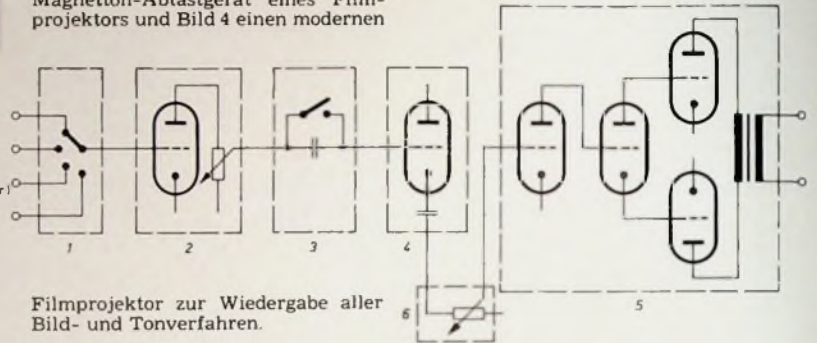 Magnetton-Abtastgerät eines Film-
projektors und Bild 4 einen modernen
r)
1
2
3
4
5
6
Filmprojektor zur Wiedergabe aller
Bild- und Tonverfahren.